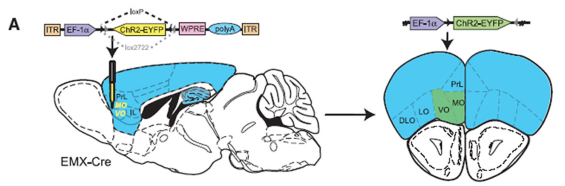 A
loxP
ITR EF-1α ChR2-EYFP WPRE polyA ITR
lox2722
EF-1α ChR2-EYFP
PrL
MO
VO IL
EMX-Cre
PrL
MO
VO
LO
DLO